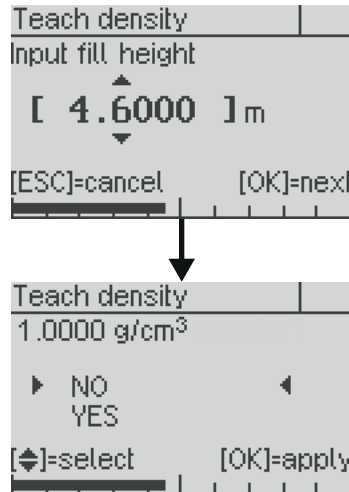 Teach density
Input fill height
[ 4.6000 ] m
[ESC]=cancel [OK]=next
Teach density
1.0000 g/cm³
NO
YES
[⬍]=select [OK]=apply